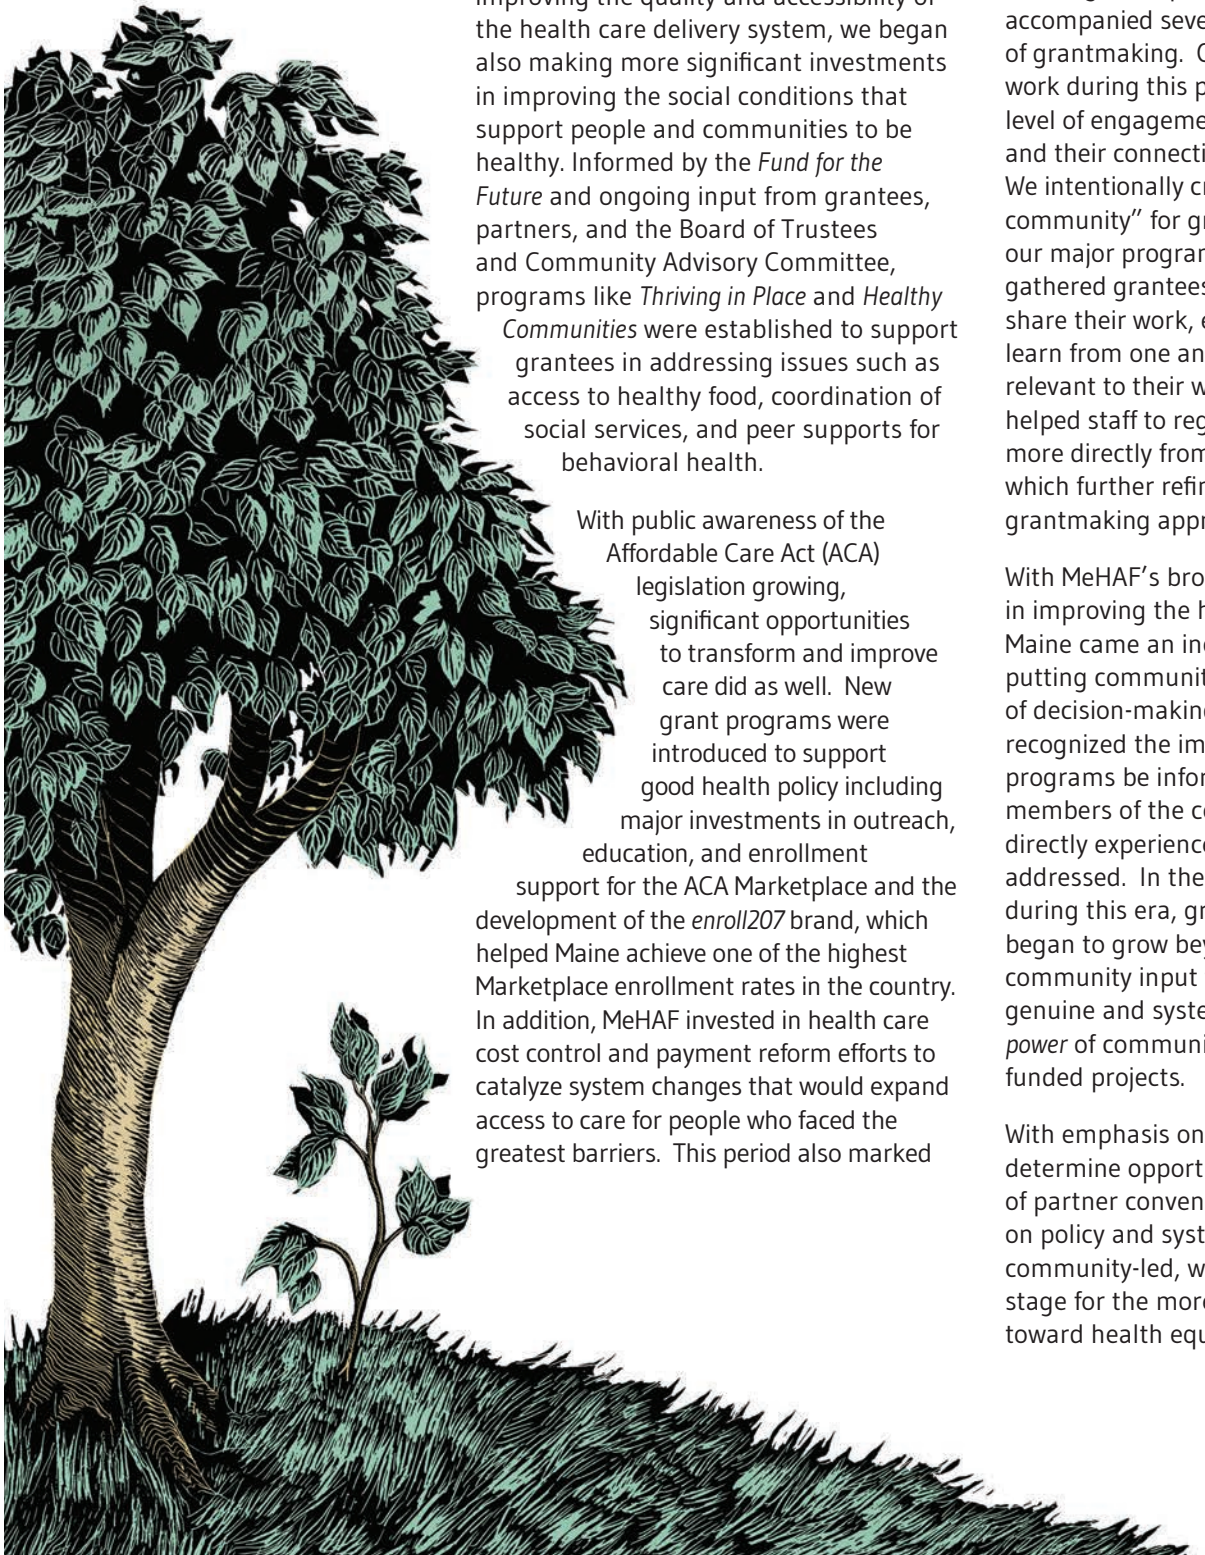 improving the quality and accessibility of
the health care delivery system, we began
also making more significant investments
in improving the social conditions that
support people and communities to be
healthy. Informed by the Fund for the
Future and ongoing input from grantees,
partners, and the Board of Trustees
and Community Advisory Committee,
programs like Thriving in Place and Healthy
Communities were established to support
grantees in addressing issues such as
access to healthy food, coordination of
social services, and peer supports for
behavioral health.
With public awareness of the
Affordable Care Act (ACA)
legislation growing,
significant opportunities
to transform and improve
care did as well. New
grant programs were
introduced to support
good health policy including
major investments in outreach,
education, and enrollment
support for the ACA Marketplace and the
development of the enroll207 brand, which
helped Maine achieve one of the highest
Marketplace enrollment rates in the country.
In addition, MeHAF invested in health care
cost control and payment reform efforts to
catalyze system changes that would expand
access to care for people who faced the
greatest barriers. This period also marked
accompanied seve
of grantmaking.
work during this p
level of engageme
and their connecti
We intentionally cr
community” for gr
our major program
gathered grantees
share their work, e
learn from one an
relevant to their w
helped staff to reg
more directly from
which further refin
grantmaking appr
With MeHAF’s bro
in improving the h
Maine came an inc
putting communit
of decision-making
recognized the im
programs be infor
members of the co
directly experience
addressed. In the
during this era, gr
began to grow bey
community input
genuine and syste
power of communi
funded projects.
With emphasis on
determine opport
of partner conven
on policy and syst
community-led, w
stage for the more
toward health equ